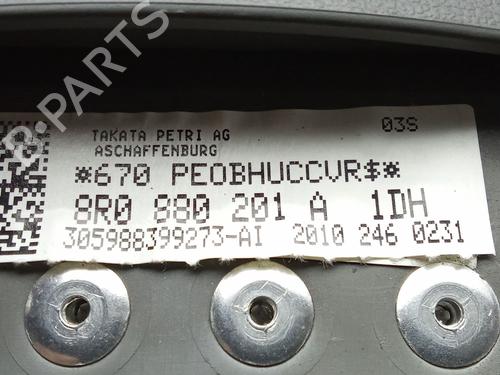 TAKATA PETRI AG 03S
ASCHAFFENBURG
*670 PEOBHUCCVR$*
8R0 880 201 A 1DH
305988399273-AI 2010 246 0231
B-PARTS